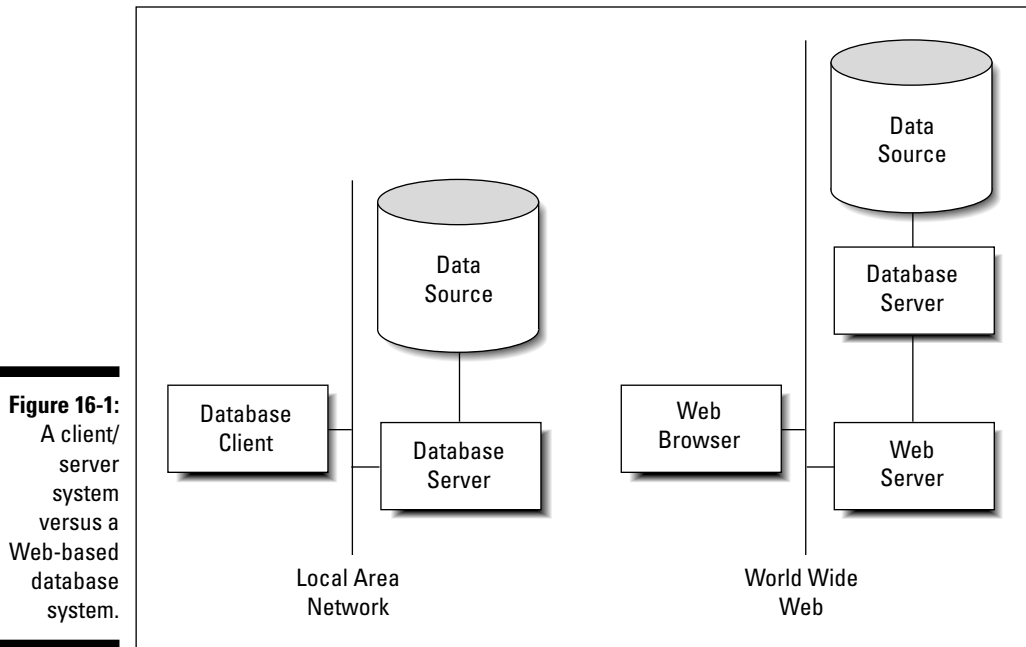 Figure 16-1:
A client/
server
system
versus a
Web-based
database
system.
Data
Source
Database
Client
Database
Server
Local Area
Network
Data
Source
Database
Server
Web
Browser
Web
Server
World Wide
Web